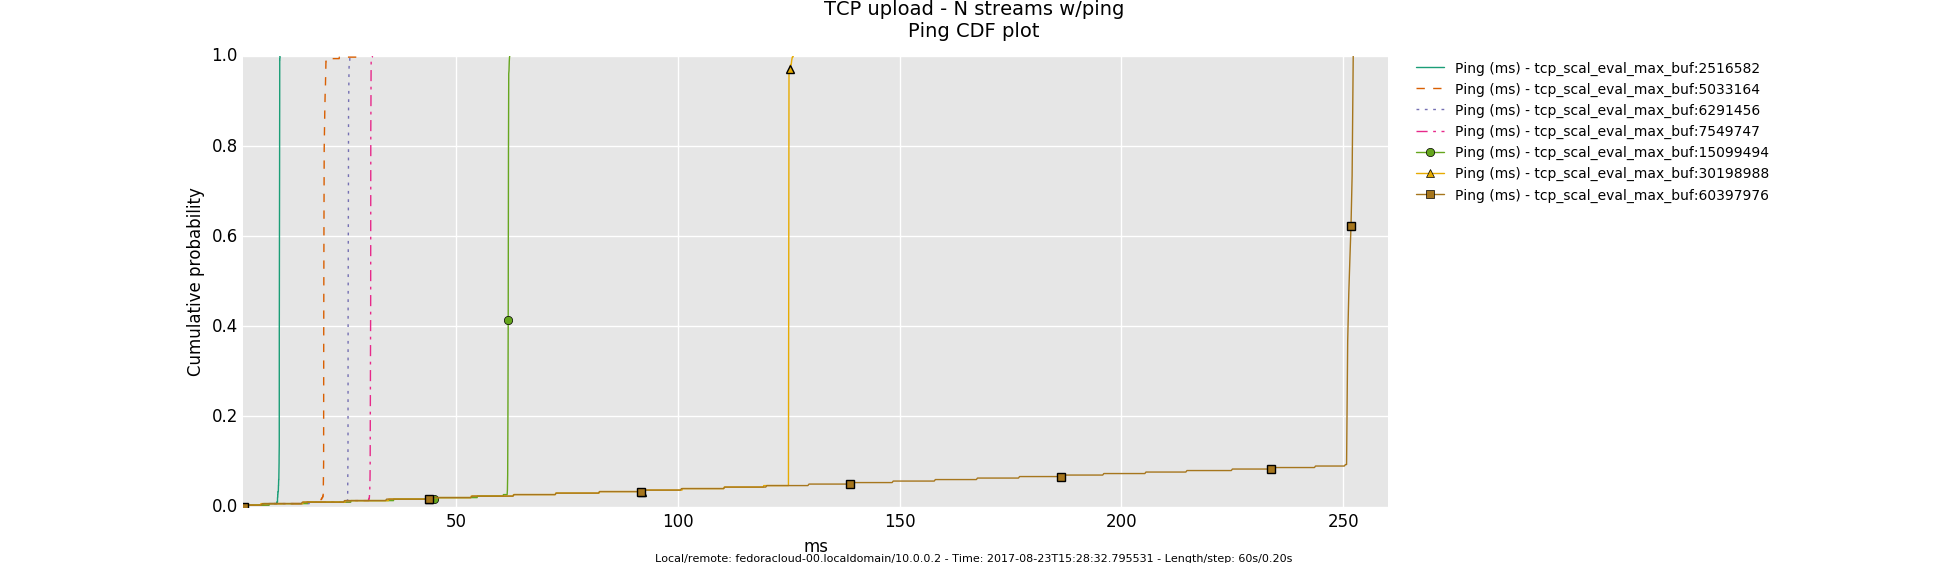 TCP upload - N streams w/ping
Ping CDF plot
1.0
0.8
0.6
0.4
0.2
0.0
Cumulative probability
50
100
150
200
250
ms
Ping (ms) - tcp_scal_eval_max_buf:2516582
Ping (ms) - tcp_scal_eval_max_buf:5033164
Ping (ms) - tcp_scal_eval_max_buf:6291456
Ping (ms) - tcp_scal_eval_max_buf:7549747
Ping (ms) - tcp_scal_eval_max_buf:15099494
Ping (ms) - tcp_scal_eval_max_buf:30198988
Ping (ms) - tcp_scal_eval_max_buf:60397976
Local/remote: fedoracloud-00.localdomain/10.0.0.2 - Time: 2017-08-23T15:28:32.795531 - Length/step: 60s/0.20s